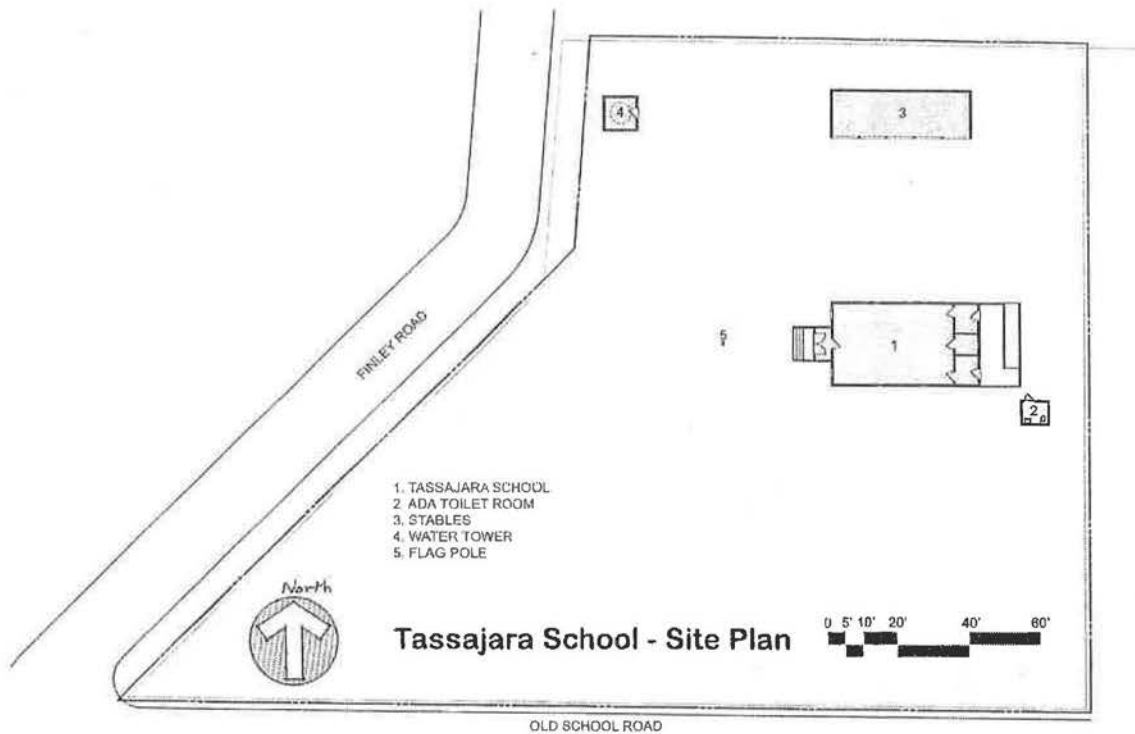 4
3
FINLEY ROAD
5
1
2
1. TASSAJARA SCHOOL
2 ADA TOILET ROOM
3. STABLES
4. WATER TOWER
5. FLAG POLE
North
Tassajara School - Site Plan
0 5' 10' 20' 40' 60'
OLD SCHOOL ROAD